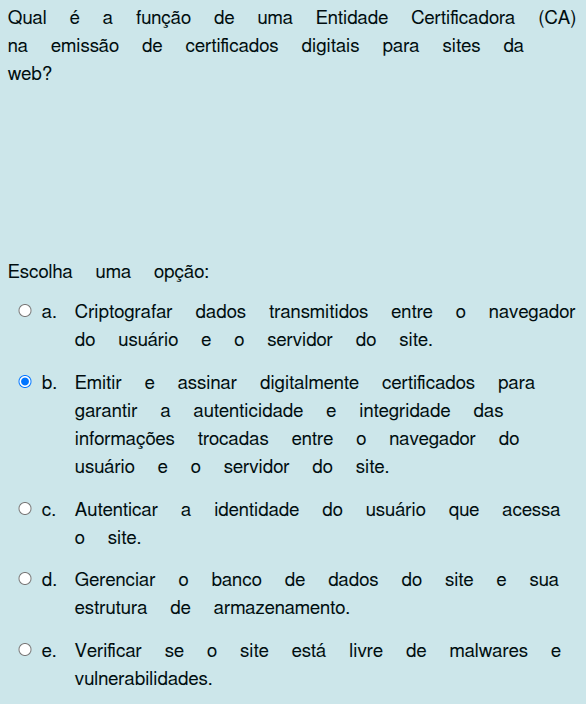 Qual é a função de uma Entidade Certificadora (CA)
na emissão de certificados digitais para sites da
web?
Escolha uma opção:
a. Criptografar dados transmitidos entre o navegador
do usuário e o servidor do site.
b. Emitir e assinar digitalmente certificados para
garantir a autenticidade e integridade das
informações trocadas entre o navegador do
usuário e o servidor do site.
c. Autenticar a identidade do usuário que acessa
o site.
d. Gerenciar o banco de dados do site e sua
estrutura de armazenamento.
e. Verificar se o site está livre de malwares e
vulnerabilidades.